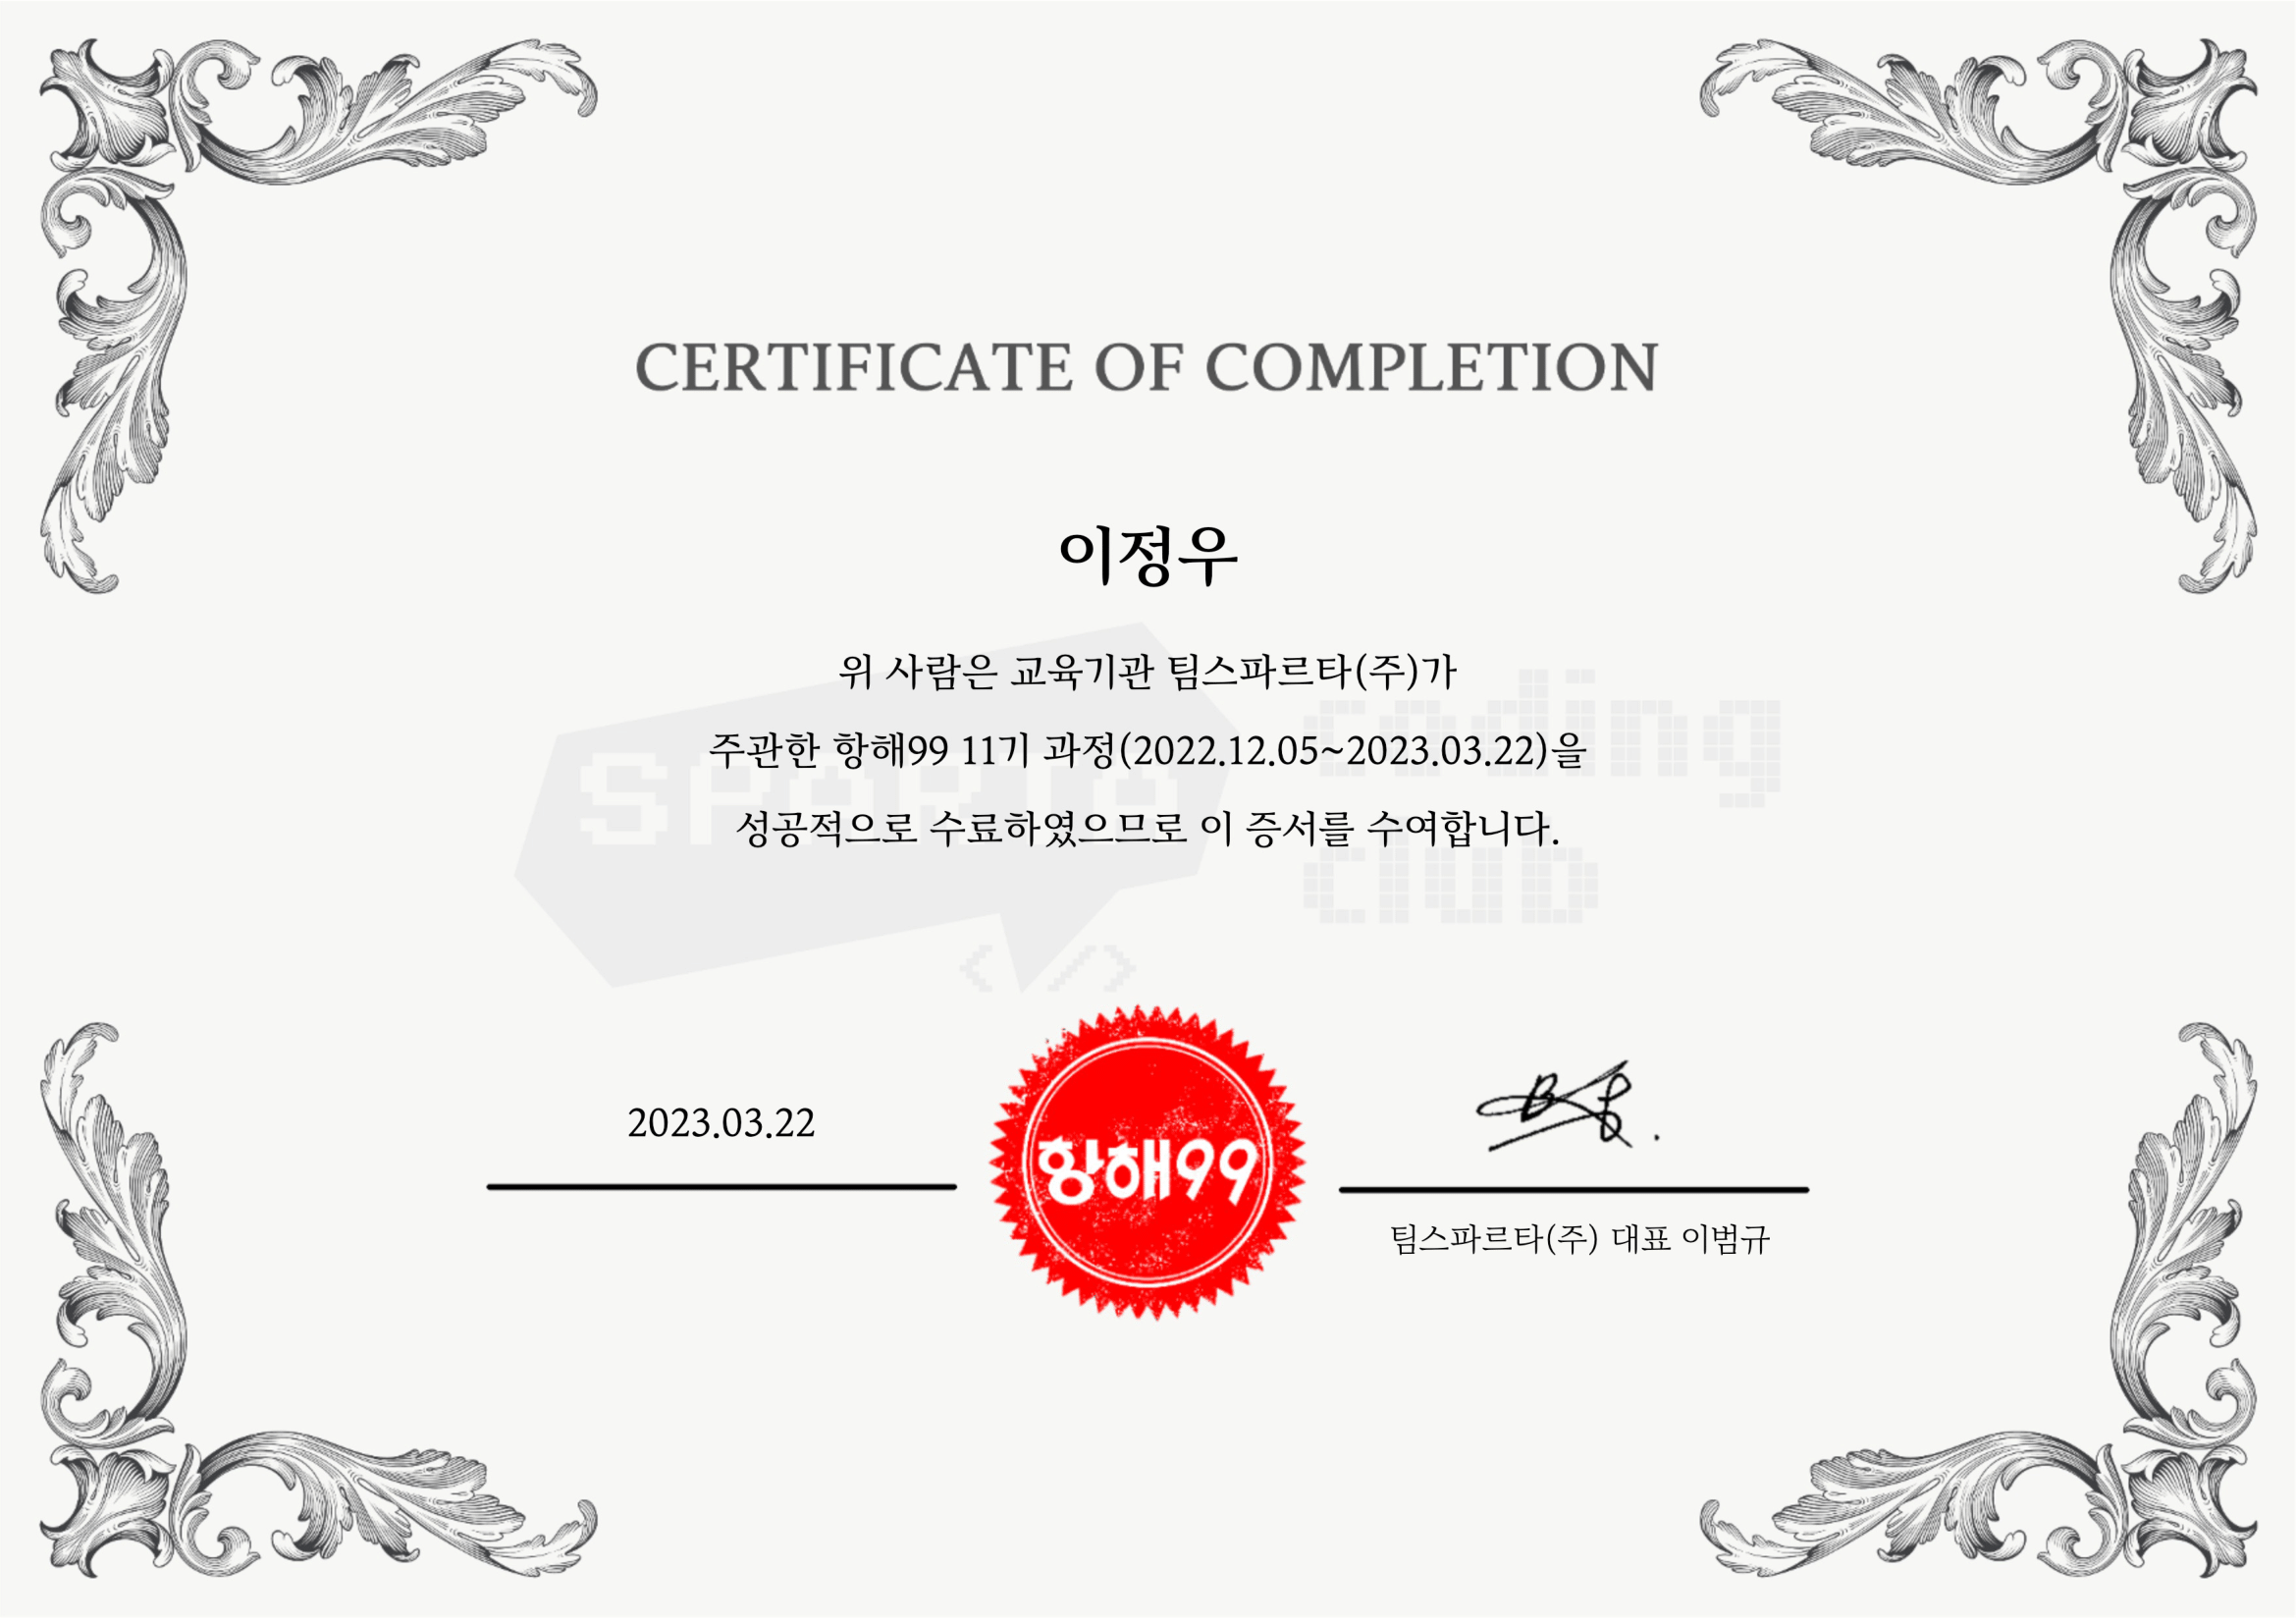 CERTIFICATE OF COMPLETION
이정우
위 사람은 교육기관 팀스파르타(주)가
주관한 항해99 11기 과정(2022.12.05~2023.03.22)을
성공적으로 수료하였으므로 이 증서를 수여합니다.
SPARTA
coding
club
</>
2023.03.22
항해99
팀스파르타(주) 대표 이범규